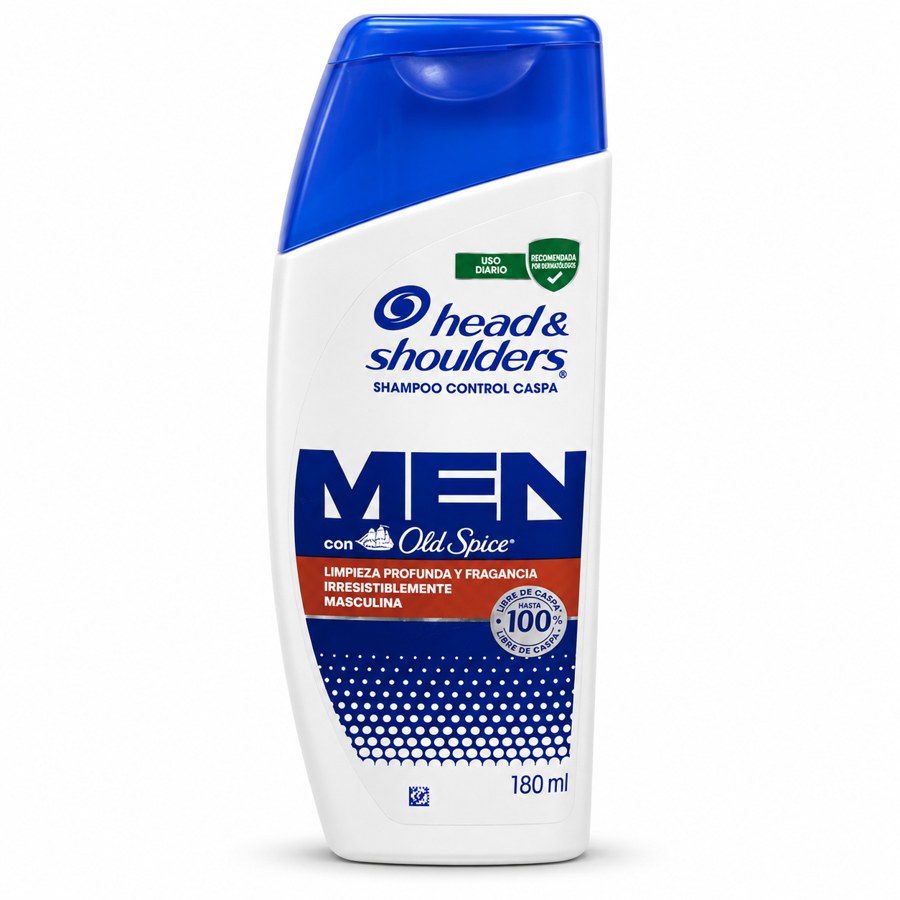 USO
DIARIO
RECOMENDADA
POR DERMATÓLOGOS
head &
shoulders®
SHAMPOO CONTROL CASPA
MEN
con Old Spice®
LIMPIEZA PROFUNDA Y FRAGANCIA
IRRESISTIBLEMENTE
MASCULINA
LIBRE DE CASPA*
HASTA
100%
LIBRE DE CASPA*
180 ml